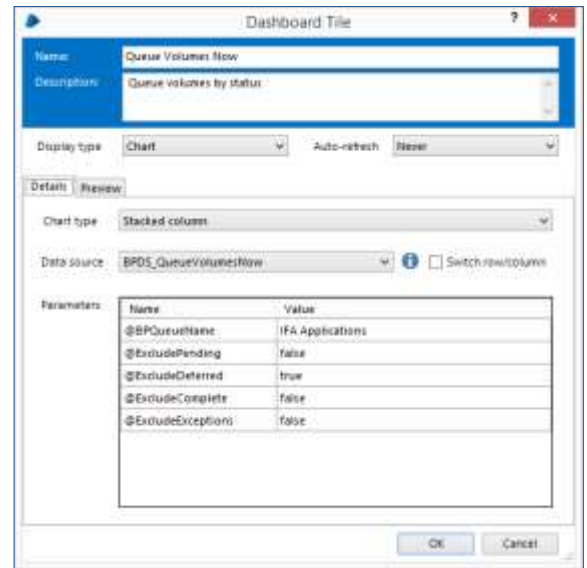 Dashboard Tile
?
Name: Queue Volumes Now
Description: Queue volumes by status
Display type Chart Auto-refresh Never
Details Preview
Chart type Stacked column
Data source BPDS_QueueVolumesNow Switch row/column
Parameters Name Value
@BPQueueName IFA Applications
@ExcludePending false
@ExcludeDeferred true
@ExcludeComplete false
@ExcludeExceptions false
OK Cancel